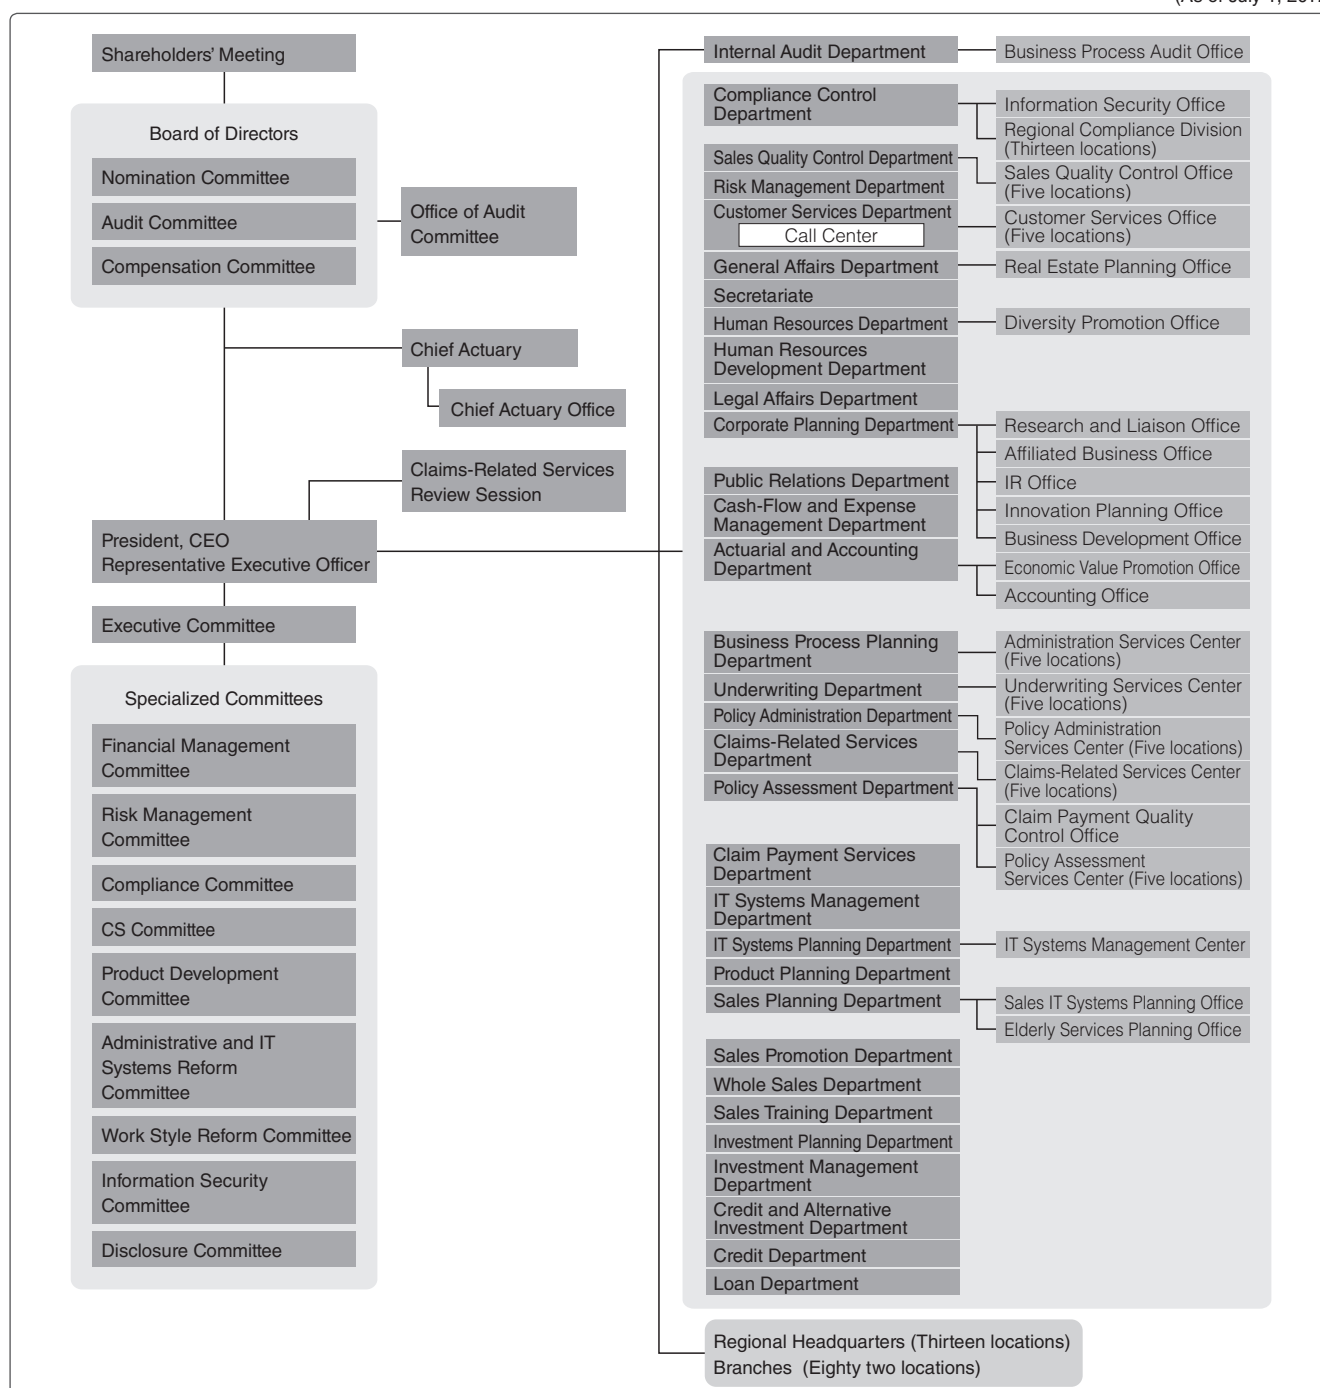 Shareholders' Meeting
Board of Directors
Nomination Committee
Audit Committee
Compensation Committee
Office of Audit
Committee
Chief Actuary
Chief Actuary Office
Claims-Related Services
Review Session
President, CEO
Representative Executive Officer
Executive Committee
Specialized Committees
Financial Management
Committee
Risk Management
Committee
Compliance Committee
CS Committee
Product Development
Committee
Administrative and IT
Systems Reform
Committee
Work Style Reform Committee
Information Security
Committee
Disclosure Committee
Internal Audit Department
Business Process Audit Office
Compliance Control
Department
Information Security Office
Regional Compliance Division
(Thirteen locations)
Sales Quality Control Department
Sales Quality Control Office
(Five locations)
Risk Management Department
Customer Services Department
Call Center
Customer Services Office
(Five locations)
General Affairs Department
Real Estate Planning Office
Secretariate
Human Resources Department
Diversity Promotion Office
Human Resources
Development Department
Legal Affairs Department
Corporate Planning Department
Research and Liaison Office
Affiliated Business Office
IR Office
Innovation Planning Office
Business Development Office
Public Relations Department
Cash-Flow and Expense
Management Department
Actuarial and Accounting
Department
Economic Value Promotion Office
Accounting Office
Business Process Planning
Department
Administration Services Center
(Five locations)
Underwriting Department
Underwriting Services Center
(Five locations)
Policy Administration Department
Policy Administration
Services Center (Five locations)
Claims-Related Services
Department
Claims-Related Services Center
(Five locations)
Policy Assessment Department
Claim Payment Quality
Control Office
Policy Assessment
Services Center (Five locations)
Claim Payment Services
Department
IT Systems Management
Department
IT Systems Planning Department
IT Systems Management Center
Product Planning Department
Sales Planning Department
Sales IT Systems Planning Office
Elderly Services Planning Office
Sales Promotion Department
Whole Sales Department
Sales Training Department
Investment Planning Department
Investment Management
Department
Credit and Alternative
Investment Department
Credit Department
Loan Department
Regional Headquarters (Thirteen locations)
Branches (Eighty two locations)